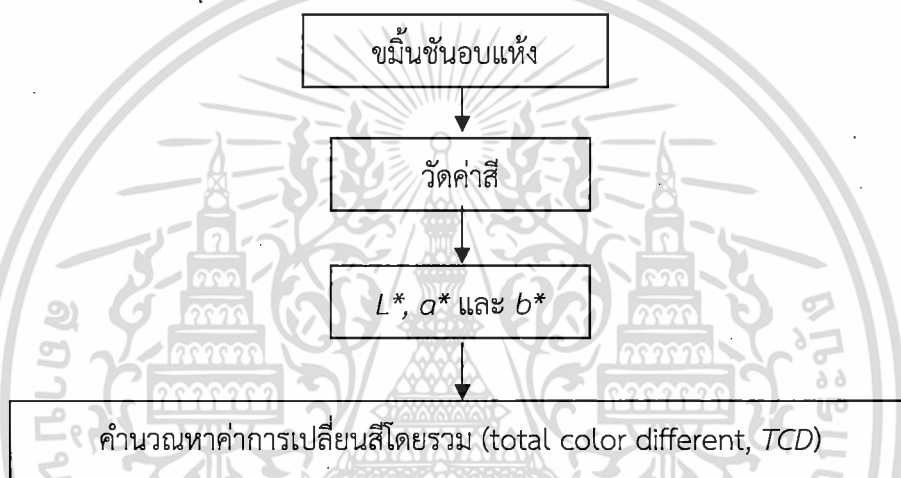 ขมิ้นชันอบแห้ง
วัดค่าสี
L*, a* และ b*
คำนวณหาค่าการเปลี่ยนสีโดยรวม (total color different, TCD)